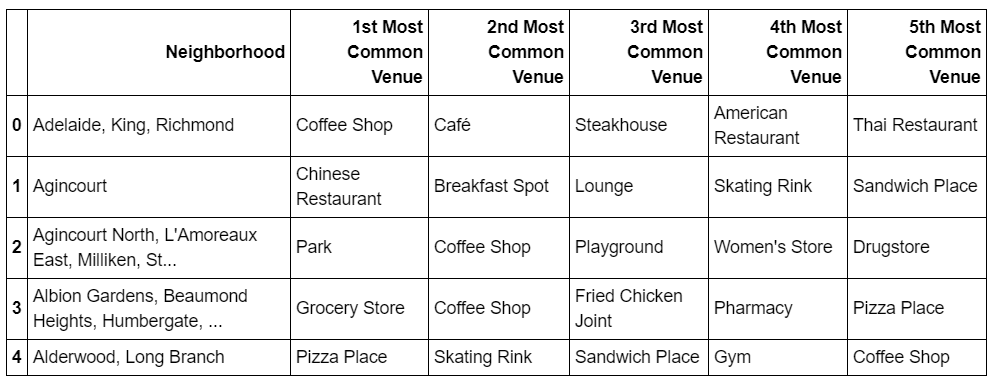 Neighborhood 1st Most Common Venue 2nd Most Common Venue 3rd Most Common Venue 4th Most Common Venue 5th Most Common Venue
0 Adelaide, King, Richmond Coffee Shop Café Steakhouse American Restaurant Thai Restaurant
1 Agincourt Chinese Restaurant Breakfast Spot Lounge Skating Rink Sandwich Place
2 Agincourt North, L'Amoreaux East, Milliken, St... Park Coffee Shop Playground Women's Store Drugstore
3 Albion Gardens, Beaumond Heights, Humbergate, ... Grocery Store Coffee Shop Fried Chicken Joint Pharmacy Pizza Place
4 Alderwood, Long Branch Pizza Place Skating Rink Sandwich Place Gym Coffee Shop